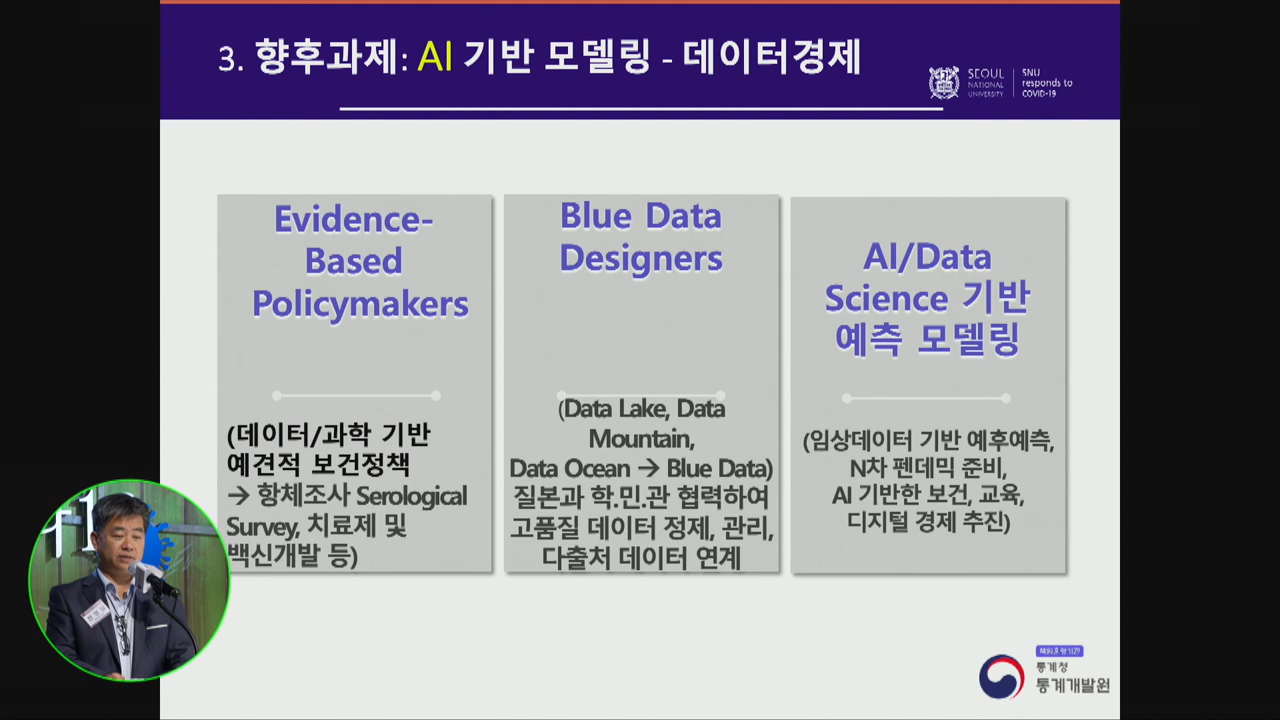 3. 향후과제: AI 기반 모델링 - 데이터경제
SEOUL
NATIONAL
UNIVERSITY
SNU
responds to
COVID-19
Evidence-
Based
Policymakers
(데이터/과학 기반
예견적 보건정책
→ 항체조사 Serological
Survey, 치료제 및
백신개발 등)
Blue Data
Designers
(Data Lake, Data
Mountain,
Data Ocean → Blue Data)
질본과 학.민.관 협력하여
고품질 데이터 정제, 관리,
다출처 데이터 연계
AI/Data
Science 기반
예측 모델링
(임상데이터 기반 예후예측,
N차 펜데믹 준비,
AI 기반한 보건, 교육,
디지털 경제 추진)
책임운영기관
통계청
통계개발원